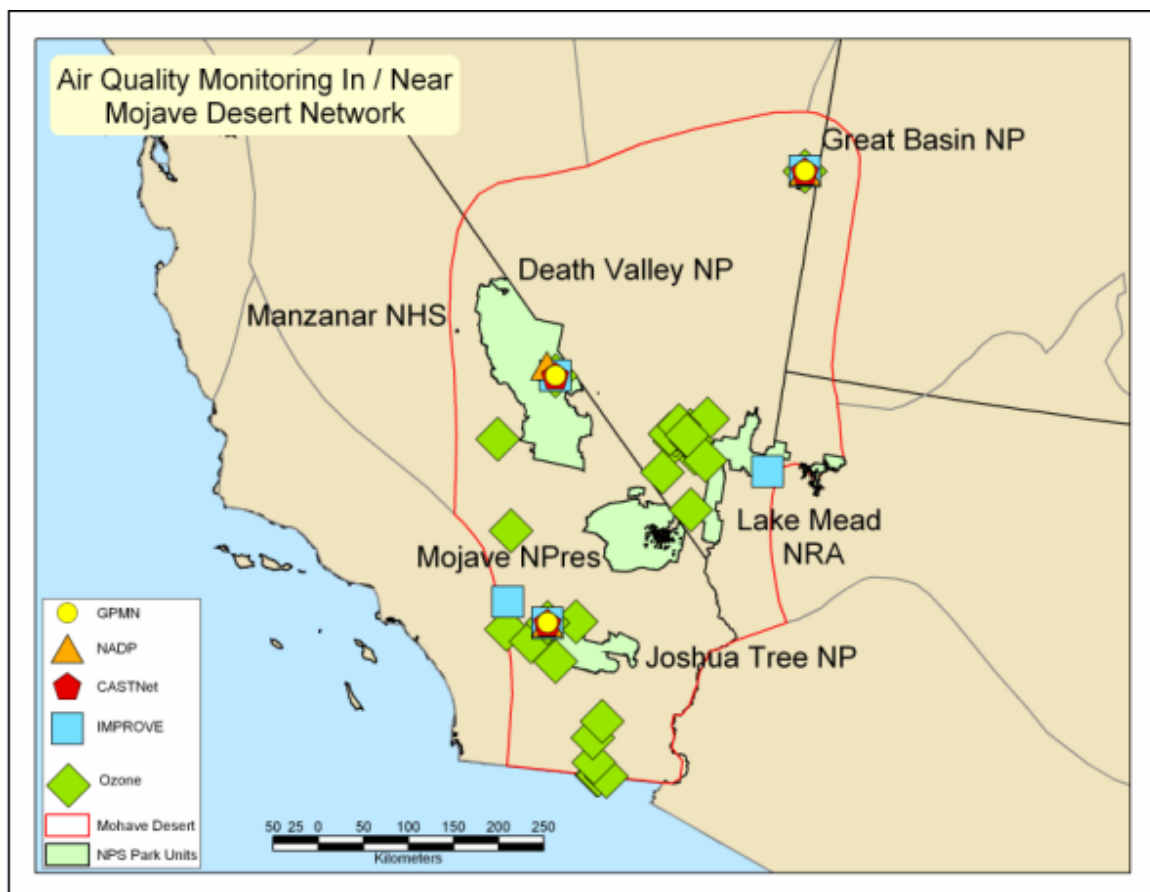 Air Quality Monitoring In / Near
Mojave Desert Network
Great Basin NP
Death Valley NP
Manzanar NHS
Lake Mead
NRA
Mojave NPres
Joshua Tree NP
GPMN
NADP
CASTNet
IMPROVE
Ozone
Mohave Desert
NPS Park Units
50 25 0 50 100 150 200 250
Kilometers